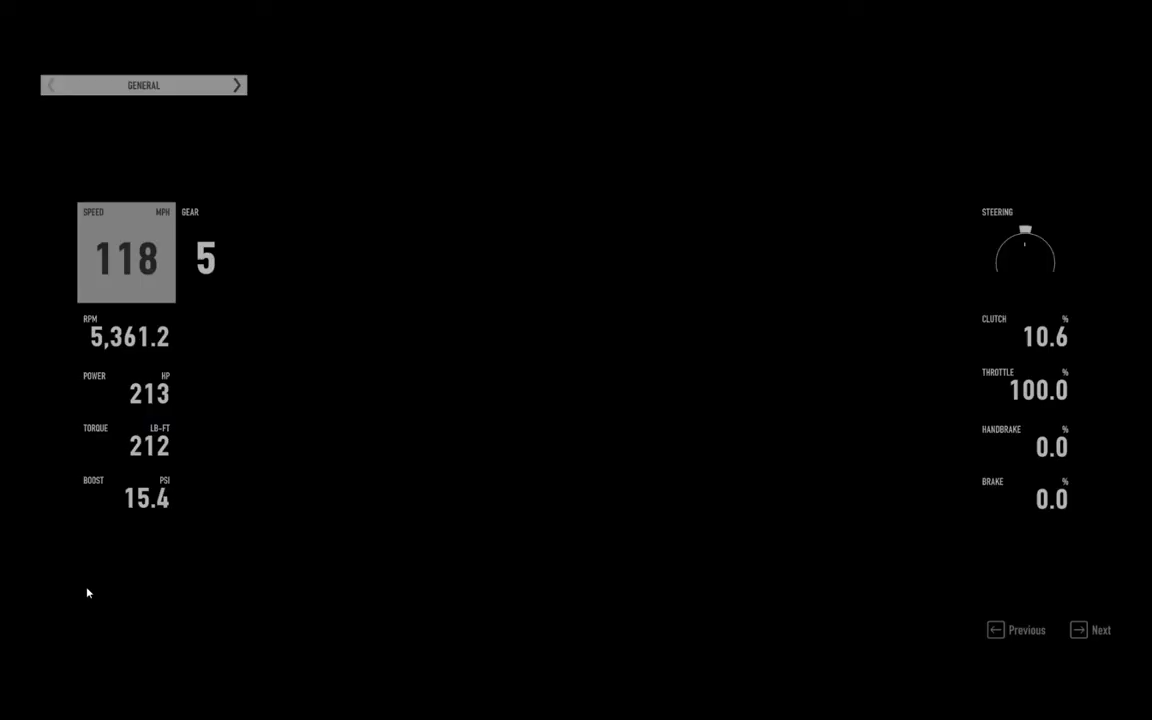 GENERAL
SPEED MPH
118
GEAR
5
RPM
5,361.2
POWER HP
213
TORQUE LB-FT
212
BOOST PSI
15.4
STEERING
CLUTCH %
10.6
THROTTLE %
100.0
HANDBRAKE %
0.0
BRAKE %
0.0
Previous
Next